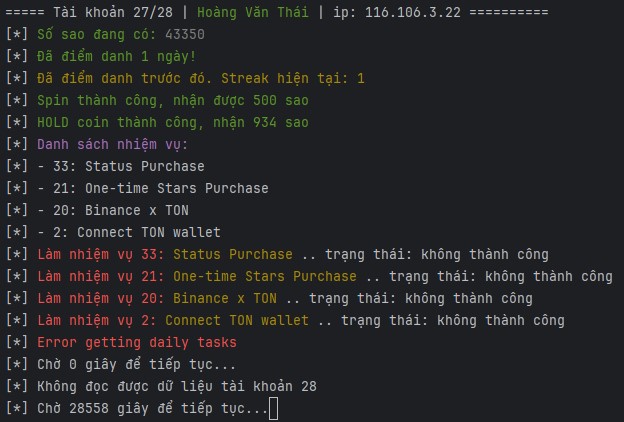 ===== Tài khoản 27/28 | Hoàng Văn Thái | ip: 116.106.3.22 ==========
[*] Số sao đang có: 43350
[*] Đã điểm danh 1 ngày!
[*] Đã điểm danh trước đó. Streak hiện tại: 1
[*] Spin thành công, nhận được 500 sao
[*] HOLD coin thành công, nhận 934 sao
[*] Danh sách nhiệm vụ:
[*] - 33: Status Purchase
[*] - 21: One-time Stars Purchase
[*] - 20: Binance x TON
[*] - 2: Connect TON wallet
[*] Làm nhiệm vụ 33: Status Purchase .. trạng thái: không thành công
[*] Làm nhiệm vụ 21: One-time Stars Purchase .. trạng thái: không thành công
[*] Làm nhiệm vụ 20: Binance x TON .. trạng thái: không thành công
[*] Làm nhiệm vụ 2: Connect TON wallet .. trạng thái: không thành công
[*] Error getting daily tasks
[*] Chờ 0 giây để tiếp tục...
[*] Không đọc được dữ liệu tài khoản 28
[*] Chờ 28558 giây để tiếp tục...